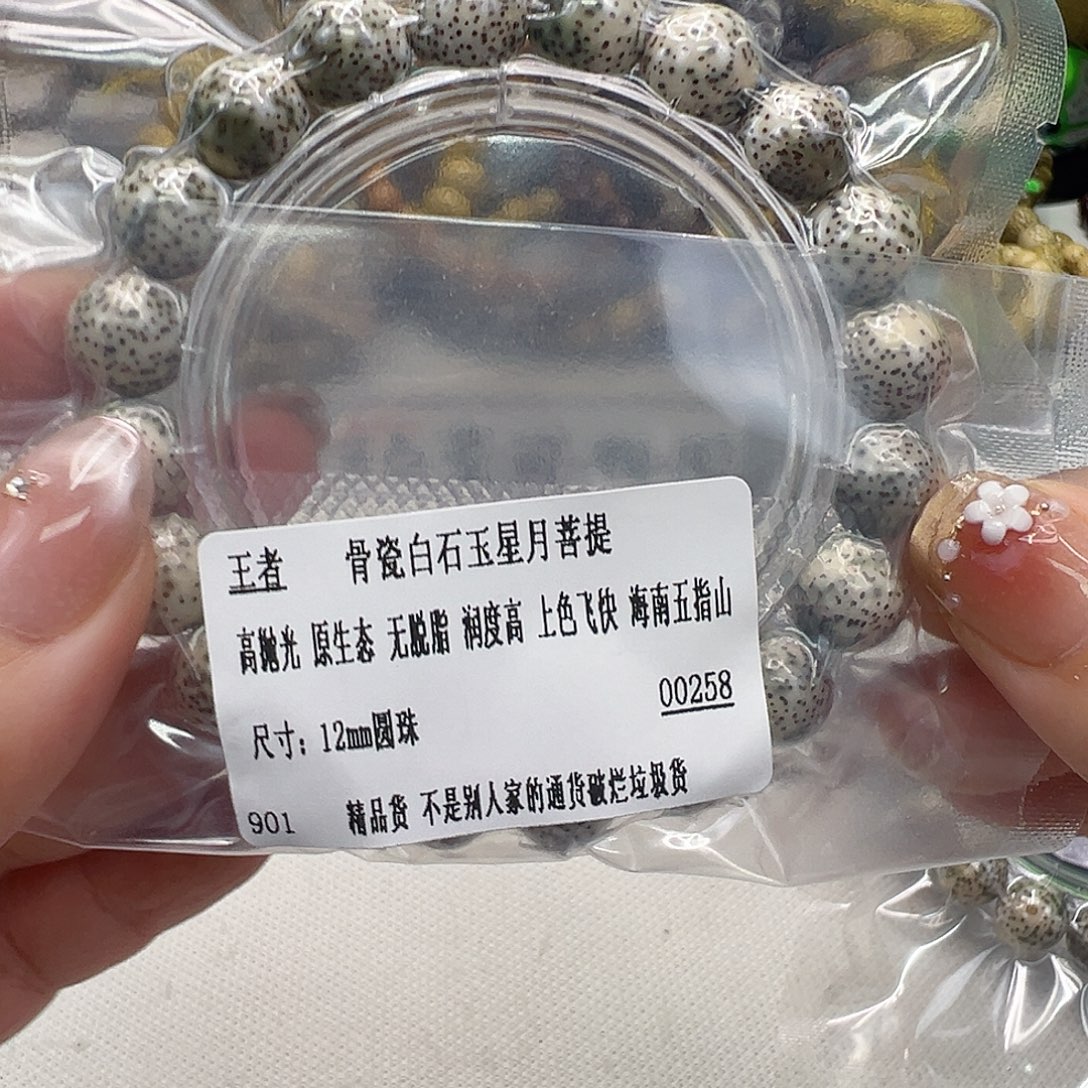 王者 骨瓷白石玉星月菩提
高抛光 原生态 无脱脂 润度高 上色飞快 海南五指山
00258
尺寸：12mm圆珠
901 精品货 不是别人家的通货破烂垃圾货